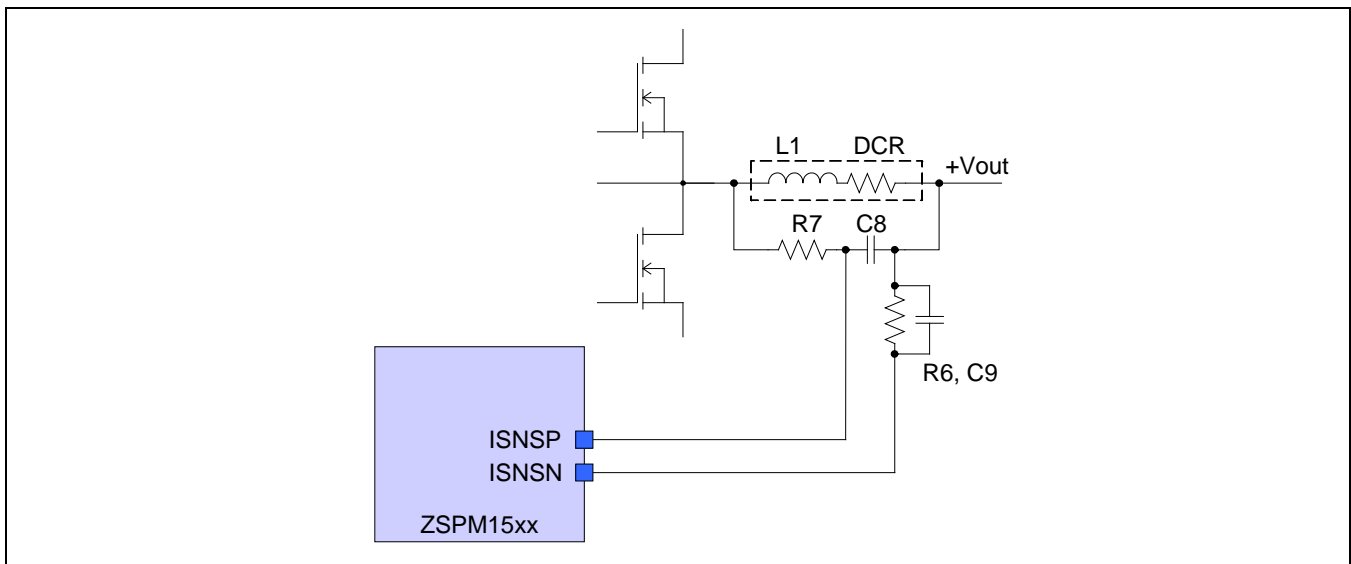 L1 DCR
+Vout
R7 C8
R6, C9
ISNSP
ISNSN
ZSPM15xx